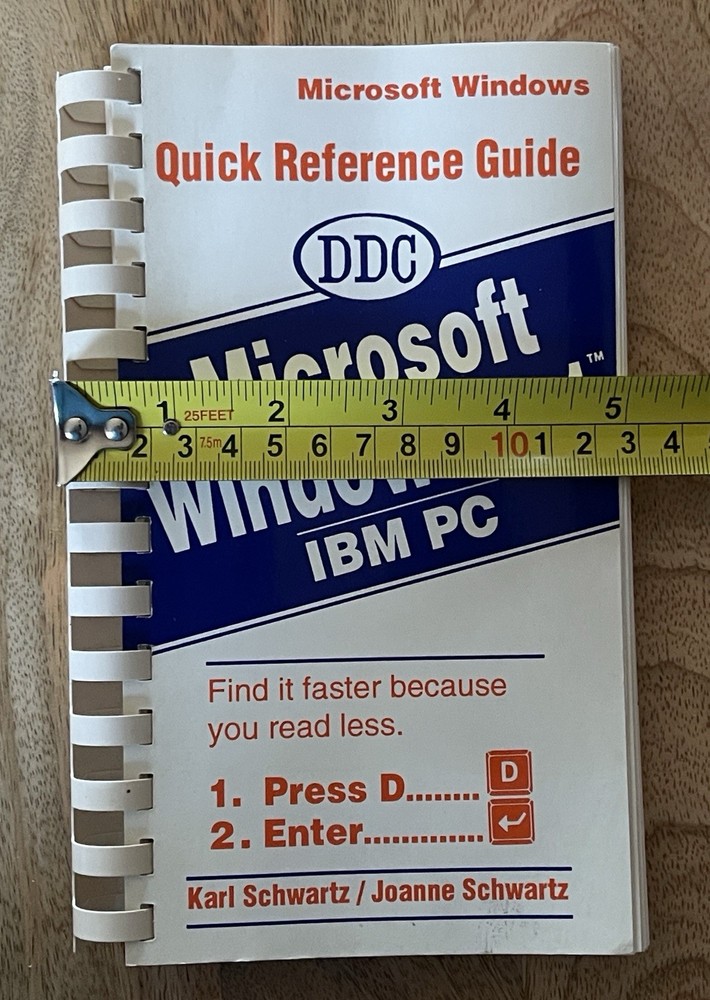 Microsoft Windows
Quick Reference Guide
DDC
Microsoft
TM
1 25FEET 2 3 4 5
2 3 7.5m 4 5 6 7 8 9 10 1 2 3 4
Window
IBM PC
Find it faster because
you read less.
1. Press D........ D
2. Enter.............
Karl Schwartz / Joanne Schwartz